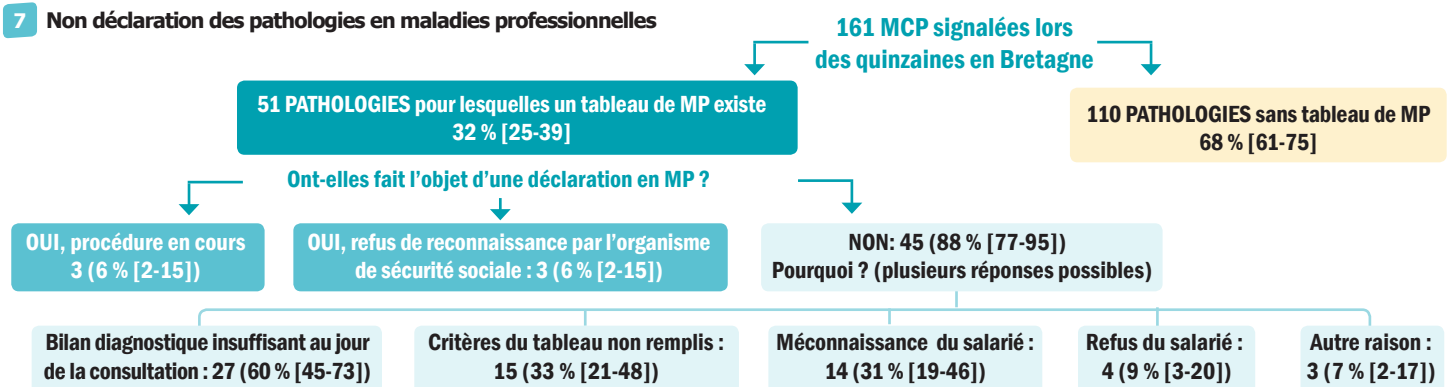 7 Non déclaration des pathologies en maladies professionnelles
161 MCP signalées lors
des quinzaines en Bretagne
51 PATHOLOGIES pour lesquelles un tableau de MP existe
32 % [25-39]
110 PATHOLOGIES sans tableau de MP
68 % [61-75]
Ont-elles fait l'objet d'une déclaration en MP ?
OUI, procédure en cours
3 (6 % [2-15])
OUI, refus de reconnaissance par l'organisme
de sécurité sociale : 3 (6 % [2-15])
NON: 45 (88 % [77-95])
Pourquoi ? (plusieurs réponses possibles)
Bilan diagnostique insuffisant au jour
de la consultation : 27 (60 % [45-73])
Critères du tableau non remplis :
15 (33 % [21-48])
Méconnaissance du salarié :
14 (31 % [19-46])
Refus du salarié :
4 (9 % [3-20])
Autre raison :
3 (7 % [2-17])